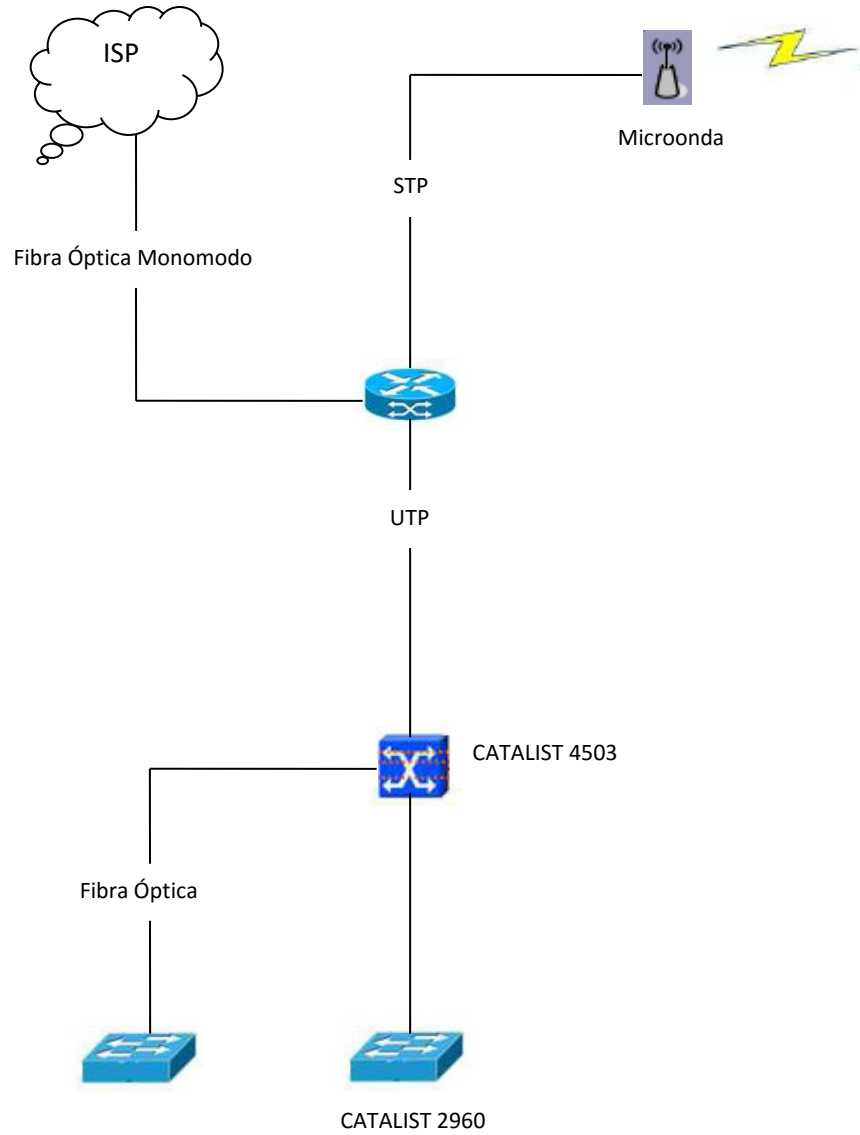 ISP
Microonda
STP
Fibra Óptica Monomodo
UTP
CATALIST 4503
Fibra Óptica
CATALIST 2960